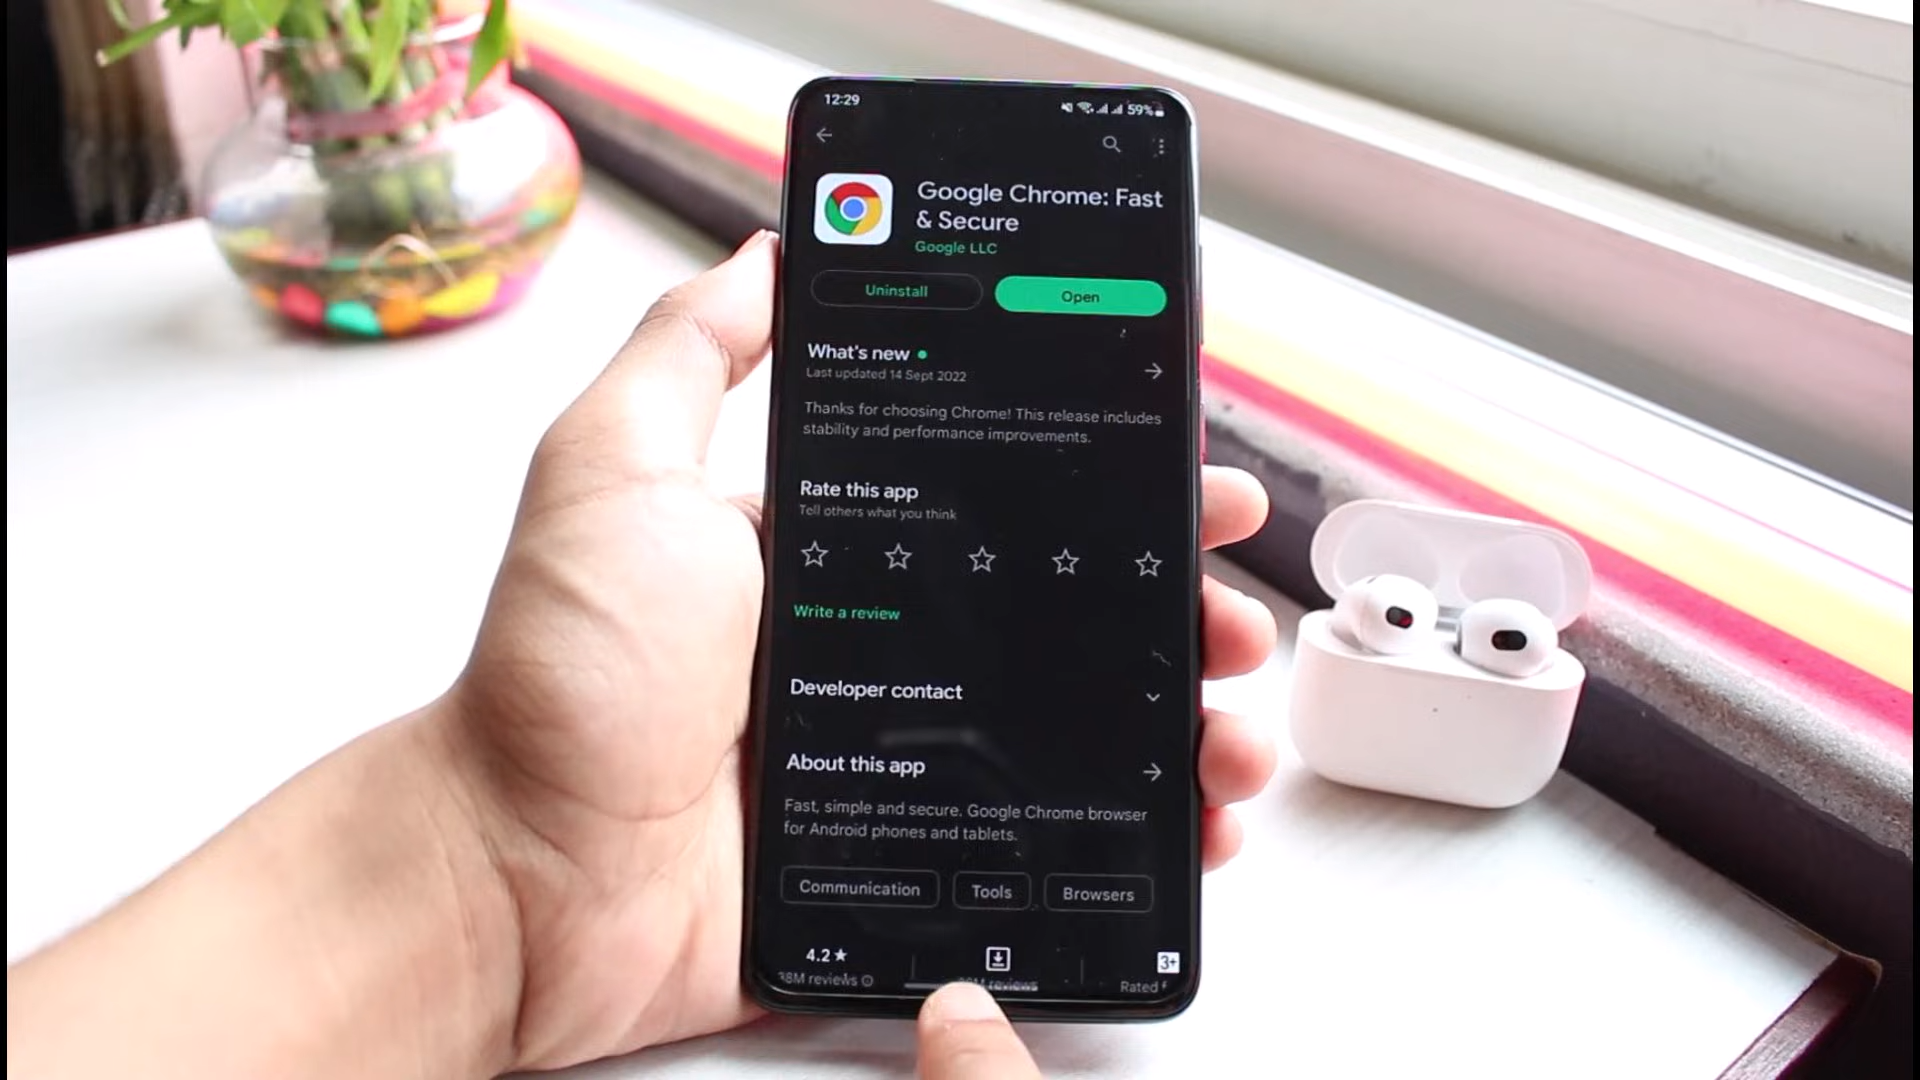 12:29
59%
Google Chrome: Fast
& Secure
Google LLC
Uninstall
Open
What's new
Last updated 14 Sept 2022
Thanks for choosing Chrome! This release includes
stability and performance improvements.
Rate this app
Tell others what you think
Write a review
Developer contact
About this app
Fast, simple and secure. Google Chrome browser
for Android phones and tablets.
Communication
Tools
Browsers
4.2★
3+
38M reviews
reviews
Rated